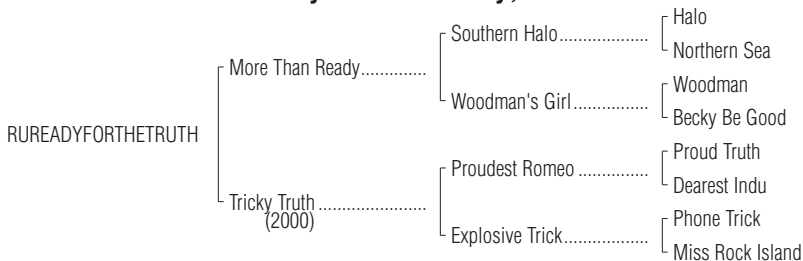 Halo
Southern Halo..................
Northern Sea
More Than Ready..............
Woodman
Woodman's Girl................
Becky Be Good
RUREADYFORTHETRUTH
Proud Truth
Proudest Romeo ...............
Dearest Indu
Tricky Truth .......................
(2000)
Phone Trick
Explosive Trick..................
Miss Rock Island